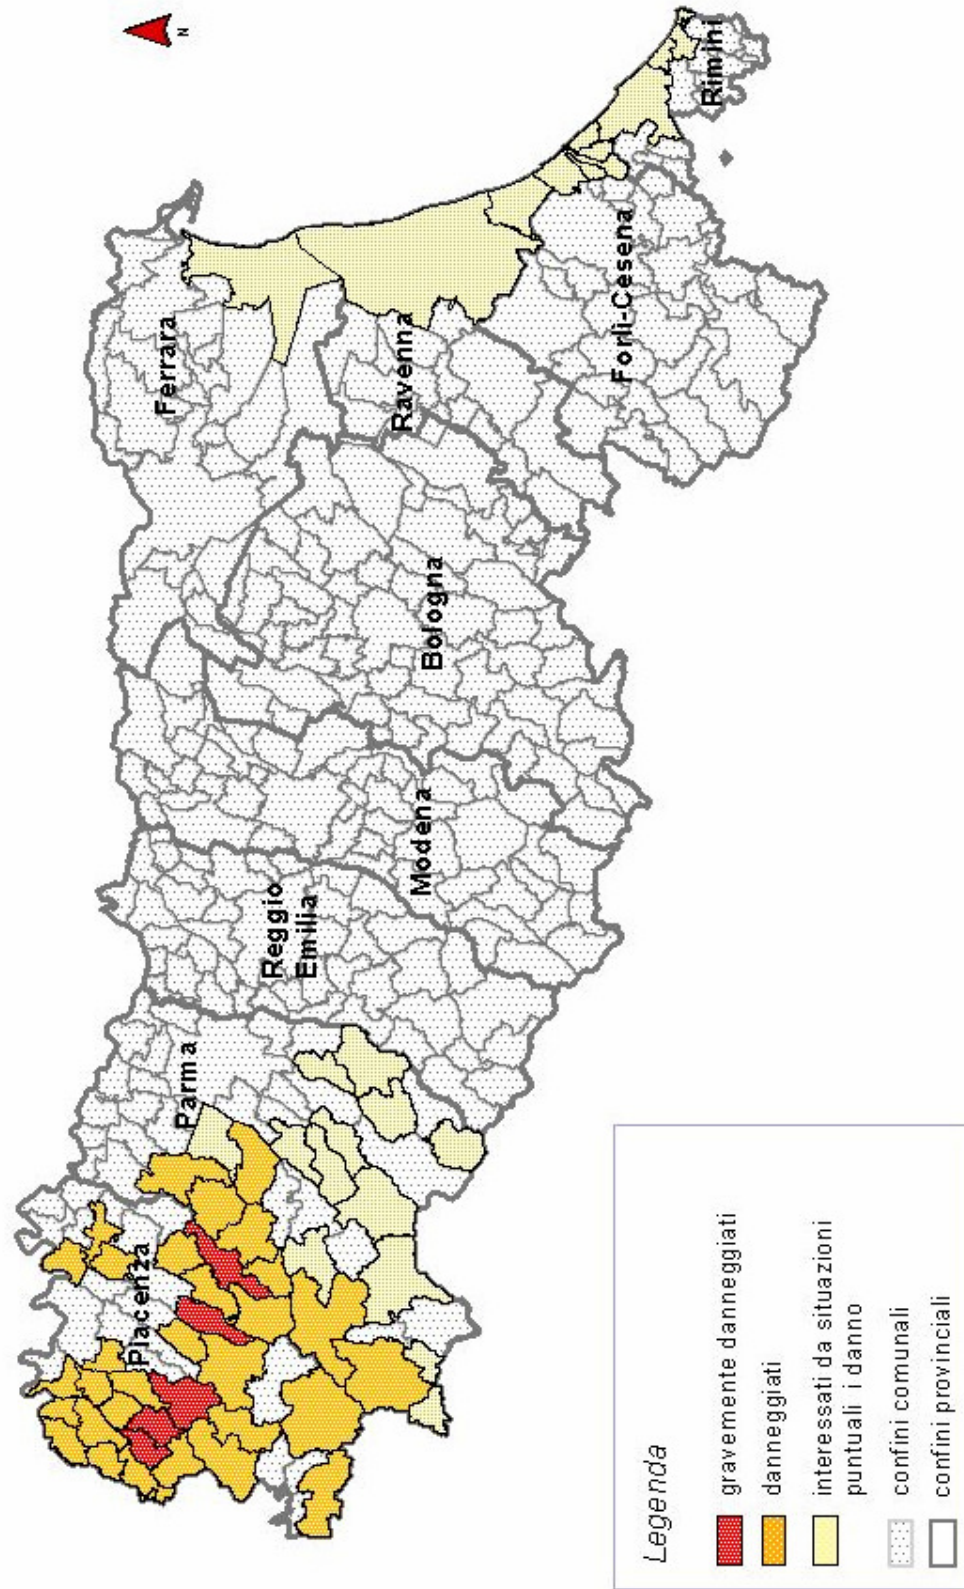 N
Piacenza
Parma
Reggio
Emilia
Modena
Bologna
Ferrara
Ravenna
Forlì-Cesena
Rimini
Legenda
gravemente danneggiati
danneggiati
interessati da situazioni
puntuali i danno
confini comunali
confini provinciali